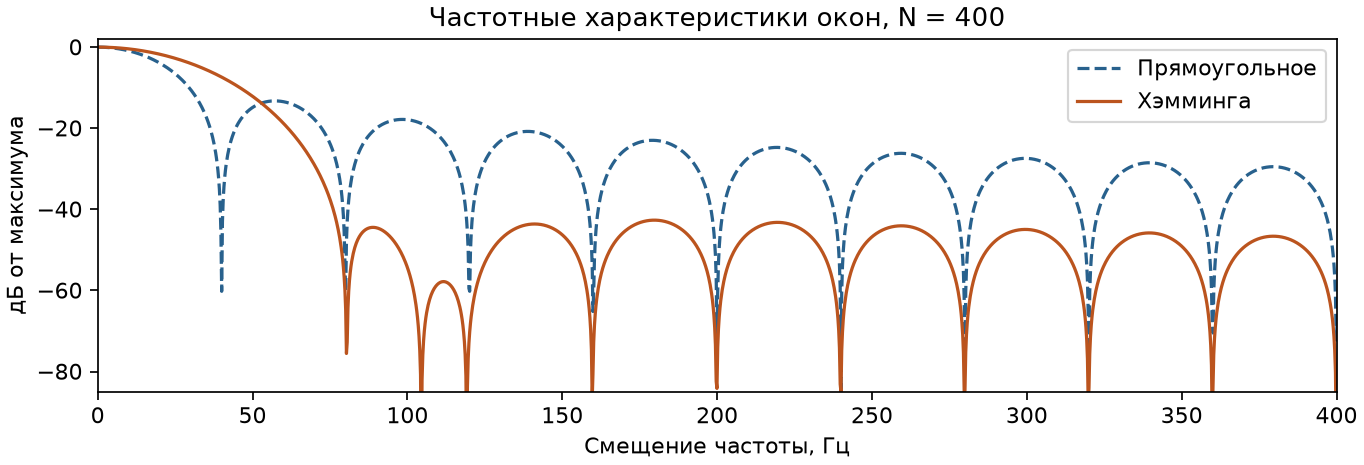 Частотные характеристики окон, N = 400
дБ от максимума
0
−20
−40
−60
−80
Прямоугольное
Хэмминга
0 50 100 150 200 250 300 350 400
Смещение частоты, Гц